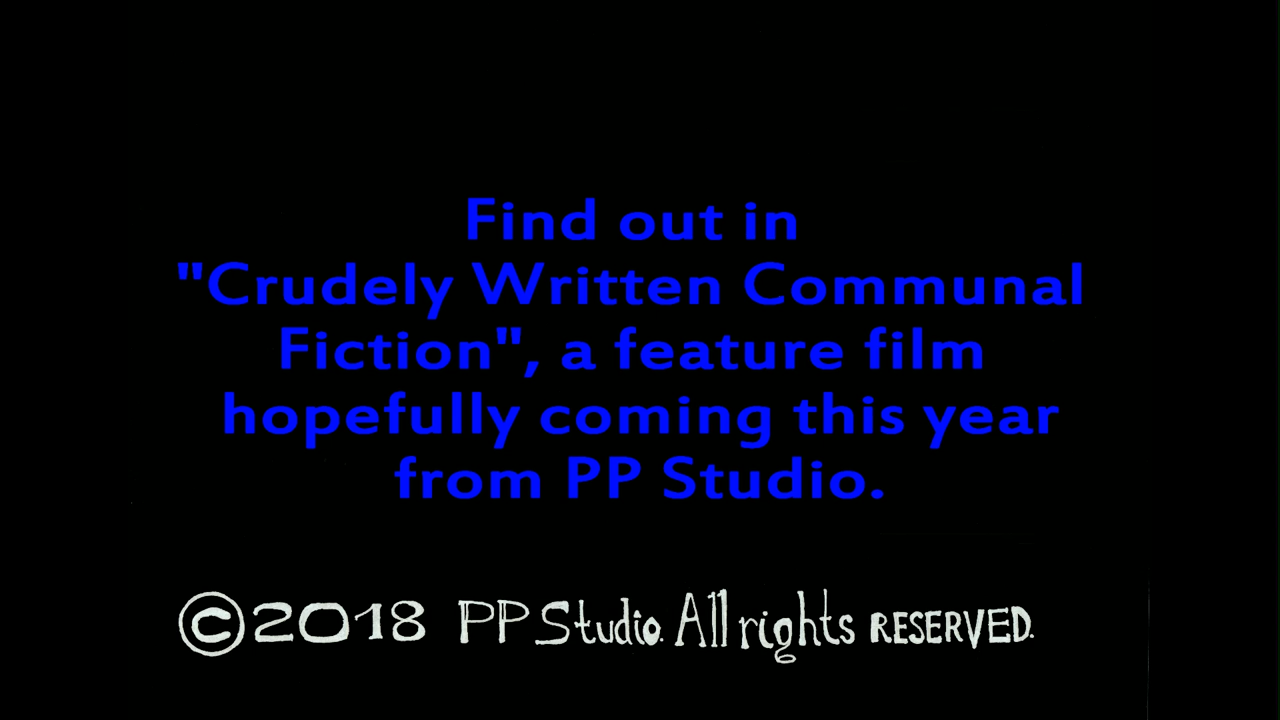 Find out in
"Crudely Written Communal
Fiction", a feature film
hopefully coming this year
from PP Studio.
©2018 PP Studio. All rights RESERVED.